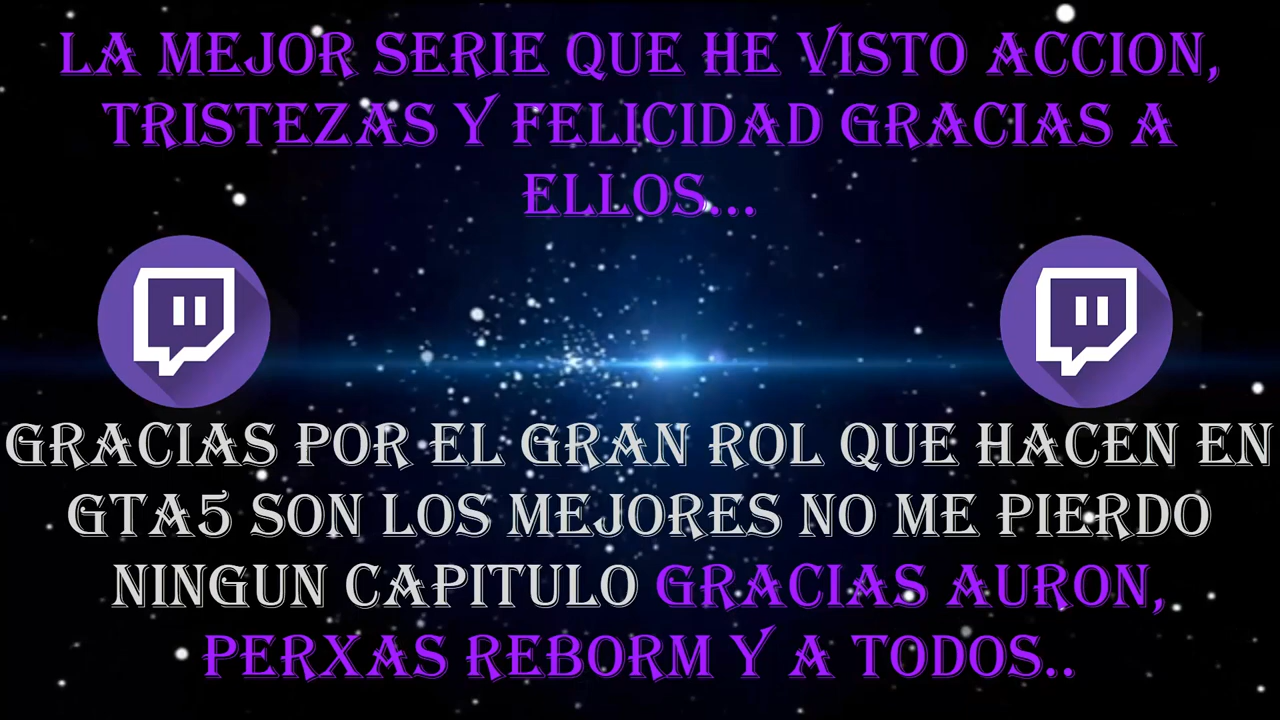 LA MEJOR SERIE QUE HE VISTO ACCION,
TRISTEZAS Y FELICIDAD GRACIAS A
ELLOS...
GRACIAS POR EL GRAN ROL QUE HACEN EN
GTA5 SON LOS MEJORES NO ME PIERDO
NINGUN CAPITULO GRACIAS AURON,
PERXAS REBORM Y A TODOS..